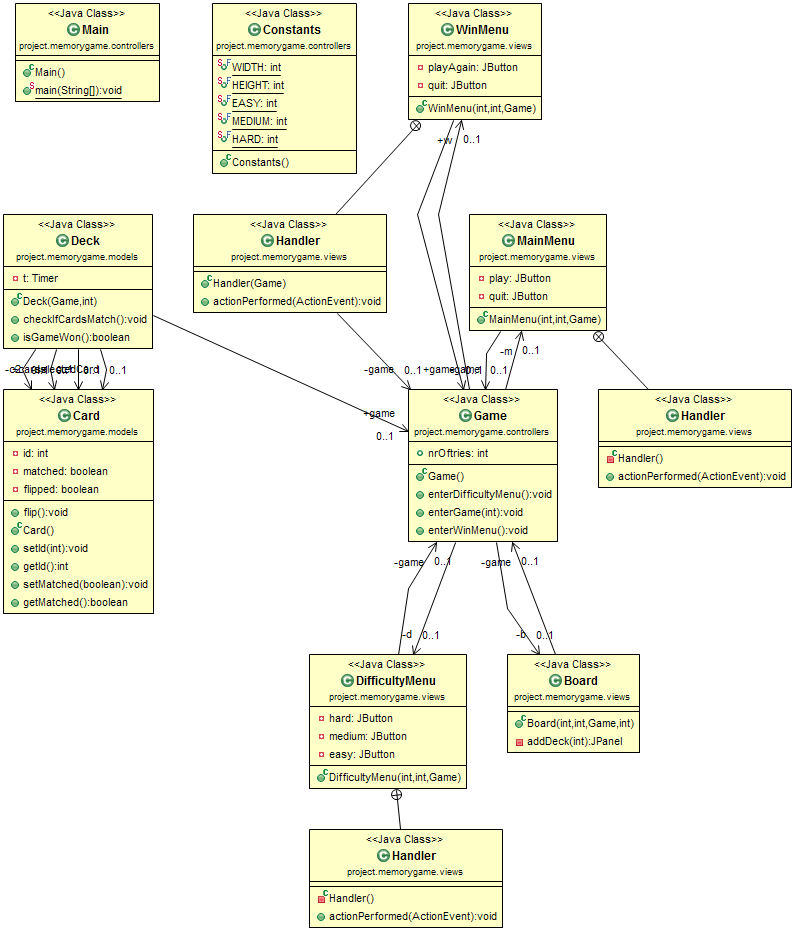 <<Java Class>>
Main
project.memorygame.controllers
Main()
main(String[]):void
<<Java Class>>
Constants
project.memorygame.controllers
WIDTH: int
HEIGHT: int
EASY: int
MEDIUM: int
HARD: int
Constants()
<<Java Class>>
WinMenu
project.memorygame.views
playAgain: JButton
quit: JButton
WinMenu(int,int,Game)
+w 0..1
<<Java Class>>
Deck
project.memorygame.models
t: Timer
Deck(Game,int)
checkIfCardsMatch():void
isGameWon():boolean
<<Java Class>>
Handler
project.memorygame.views
Handler(Game)
actionPerformed(ActionEvent):void
<<Java Class>>
MainMenu
project.memorygame.views
play: JButton
quit: JButton
MainMenu(int,int,Game)
-m 0..1
-game 0..1
+game
0..1
0..1
0..1
+game
0..1
<<Java Class>>
Card
project.memorygame.models
id: int
matched: boolean
flipped: boolean
flip():void
Card()
setId(int):void
getId():int
setMatched(boolean):void
getMatched():boolean
<<Java Class>>
Game
project.memorygame.controllers
nrOftries: int
Game()
enterDifficultyMenu():void
enterGame(int):void
enterWinMenu():void
<<Java Class>>
Handler
project.memorygame.views
Handler()
actionPerformed(ActionEvent):void
-game 0..1
-game 0..1
-d 0..1
-b 0..1
<<Java Class>>
DifficultyMenu
project.memorygame.views
hard: JButton
medium: JButton
easy: JButton
DifficultyMenu(int,int,Game)
<<Java Class>>
Board
project.memorygame.views
Board(int,int,Game,int)
addDeck(int):JPanel
<<Java Class>>
Handler
project.memorygame.views
Handler()
actionPerformed(ActionEvent):void